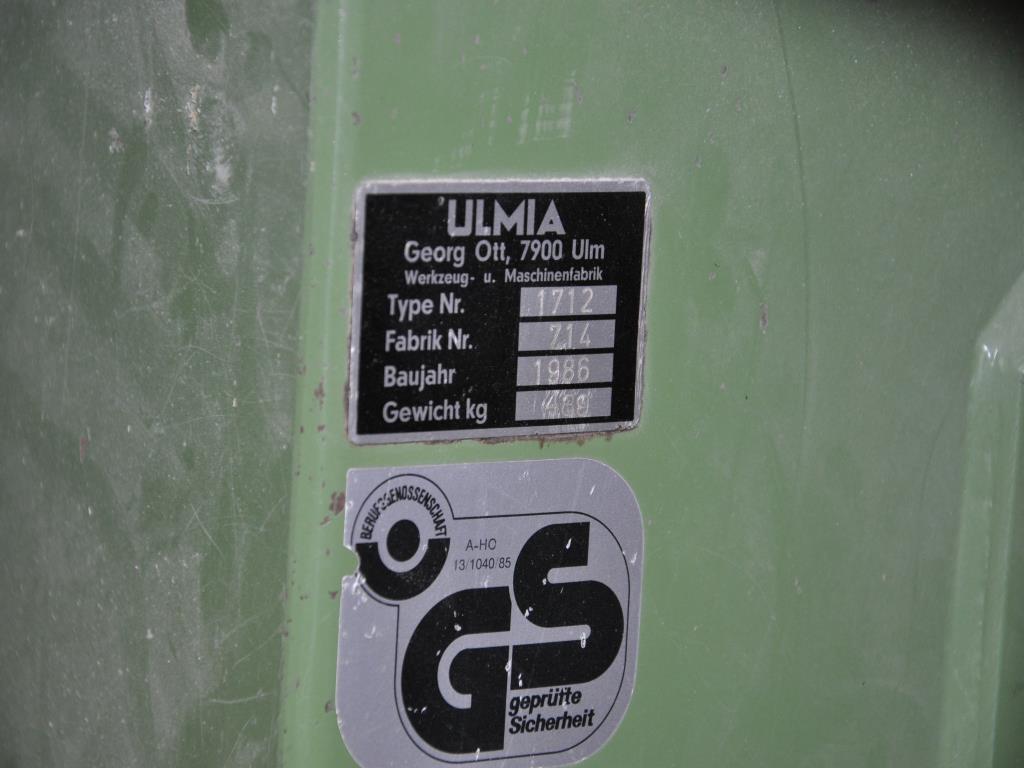 ULMIA
Georg Ott, 7900 Ulm
Werkzeug- u. Maschinenfabrik
Type Nr. 1712
Fabrik Nr. 714
Baujahr 1986
Gewicht kg
BERUFSGENOSSENSCHAFT
A-HO
13/1040/85
GS
geprüfte
Sicherheit